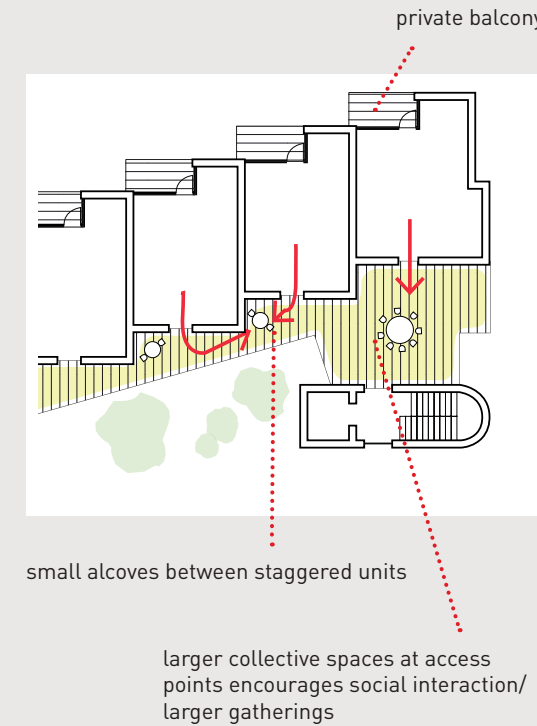 private balcony
small alcoves between staggered units
larger collective spaces at access
points encourages social interaction/
larger gatherings